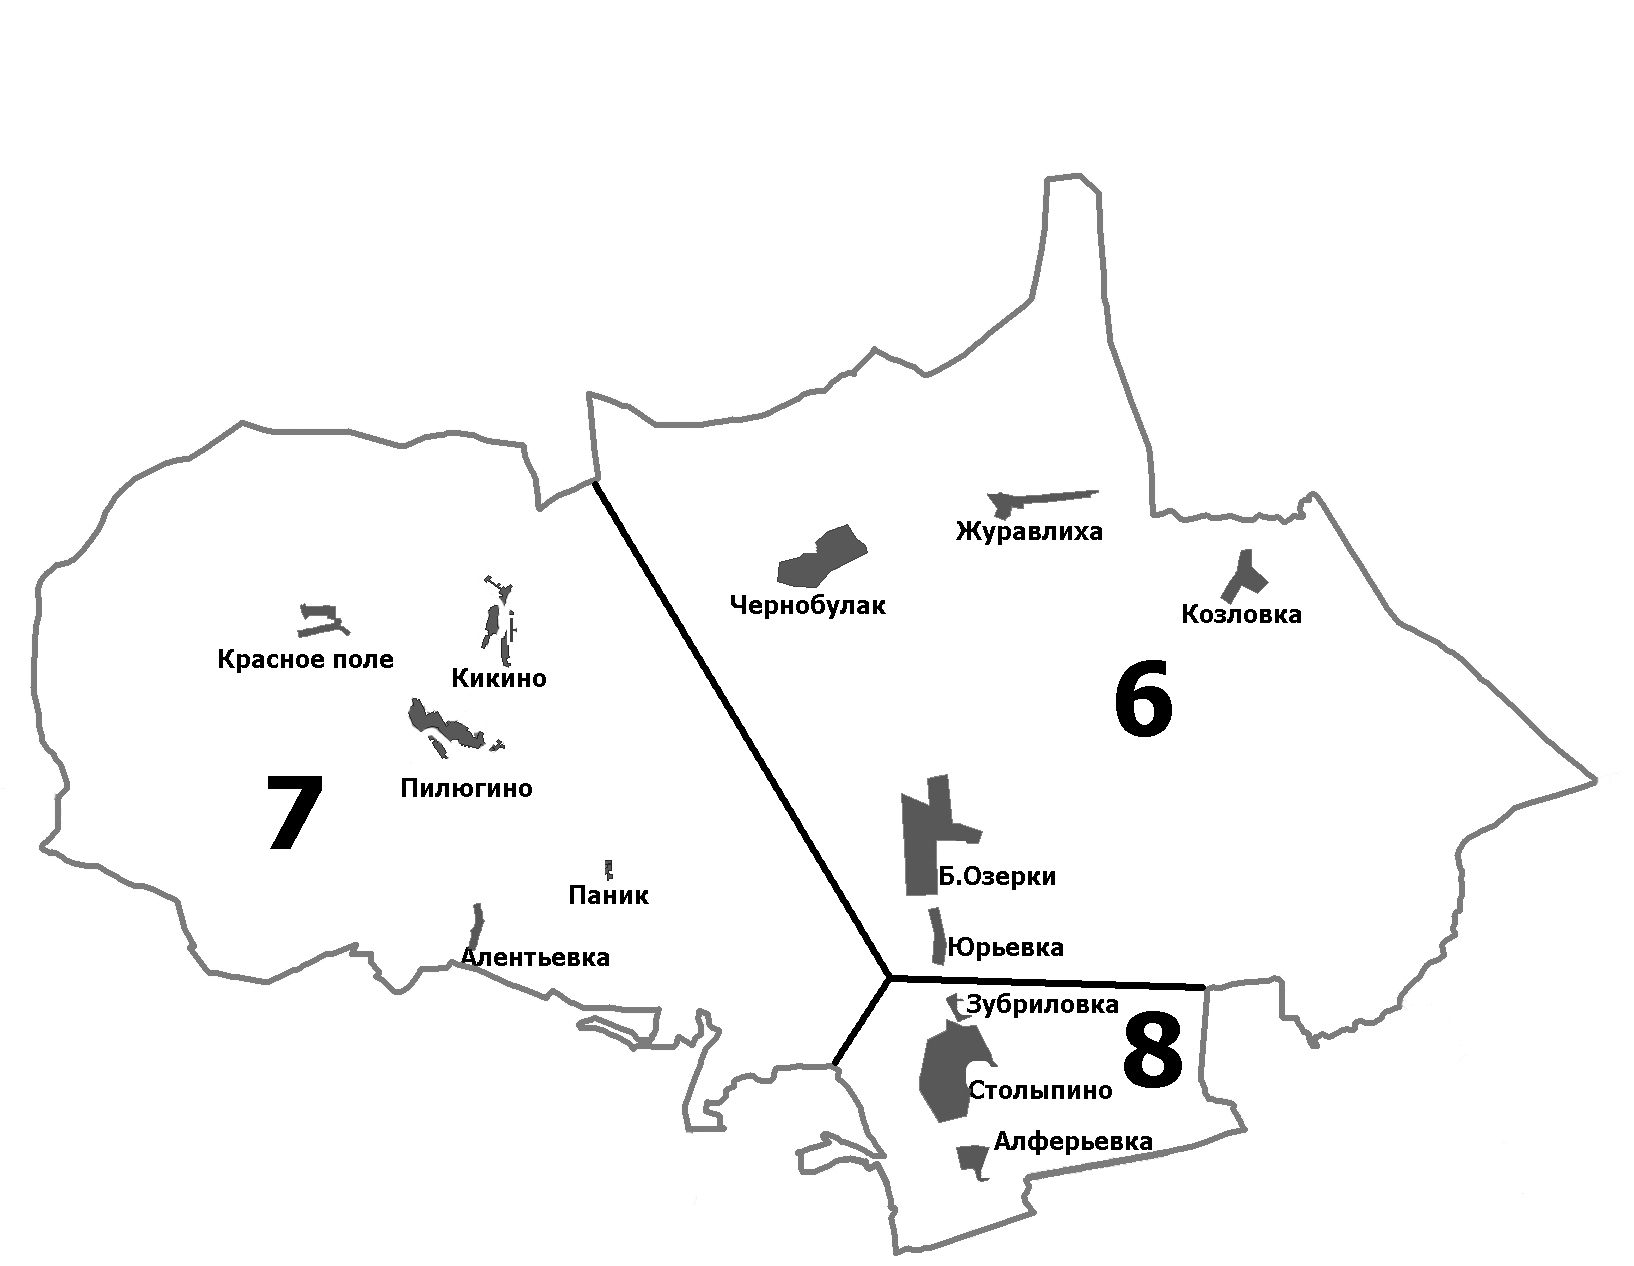 Журавлиха
Чернобулак
Козловка
Красное поле
Кикино
6
Пилюгино
7
Б.Озерки
Паник
Юрьевка
Алентьевка
Зубриловка
8
Столыпино
Алферьевка